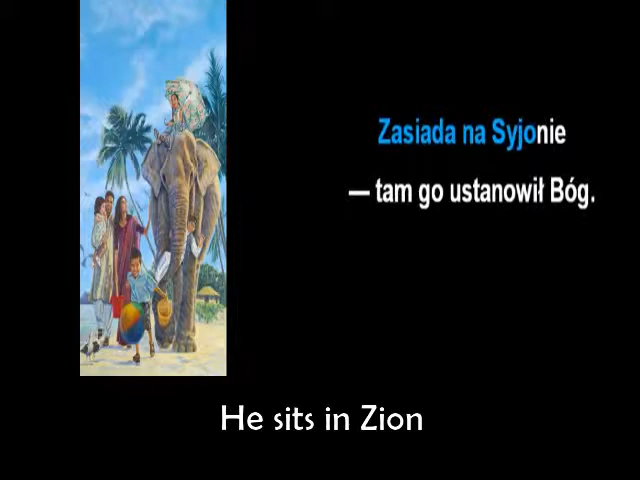 Zasiada na Syjonie
— tam go ustanowił Bóg.
He sits in Zion